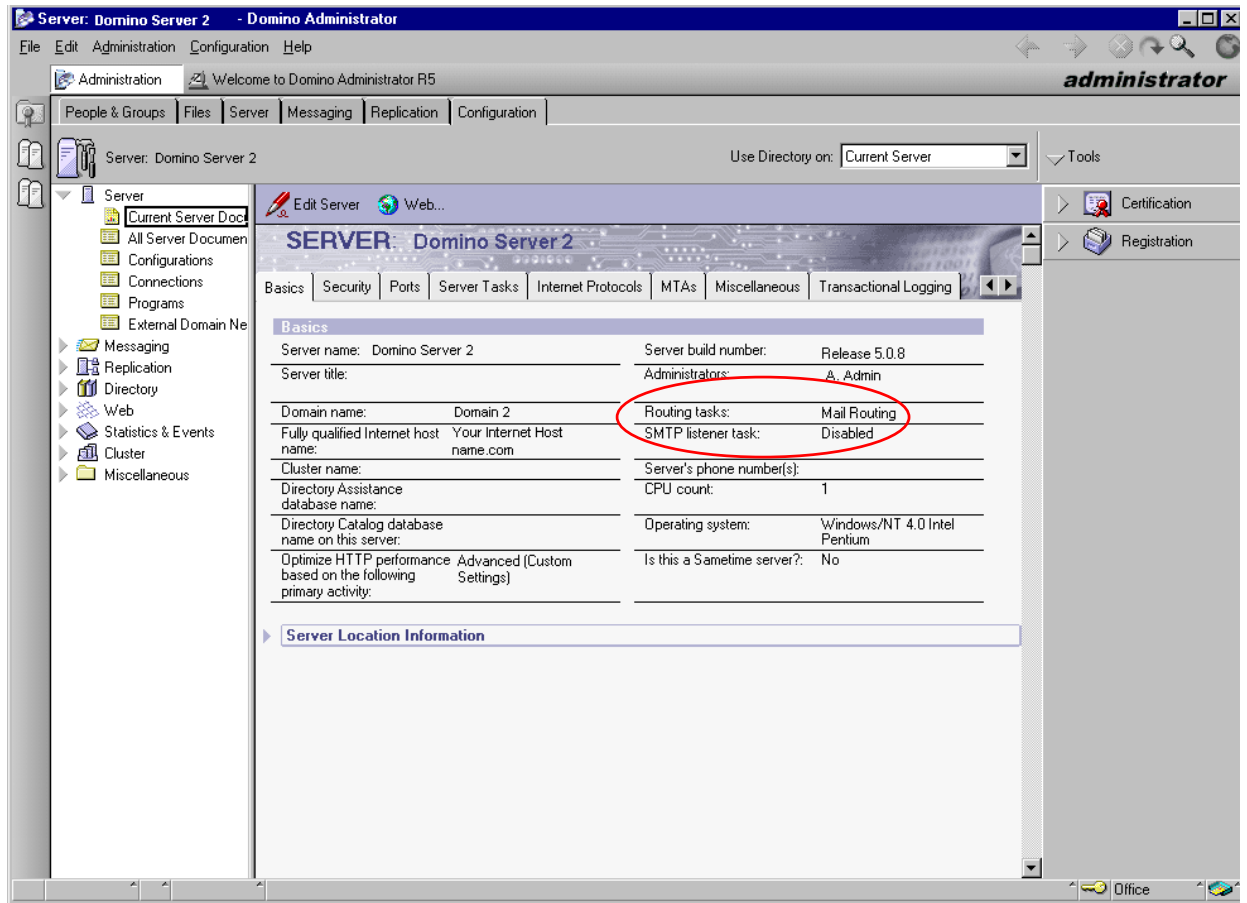 Server: Domino Server 2 - Domino Administrator
File Edit Administration Configuration Help
Administration Welcome to Domino Administrator R5 administrator
People & Groups Files Server Messaging Replication Configuration
Server: Domino Server 2 Use Directory on: Current Server Tools
Server
Current Server Doc
All Server Documen
Configurations
Connections
Programs
External Domain Ne
Messaging
Replication
Directory
Web
Statistics & Events
Cluster
Miscellaneous
Edit Server Web...
SERVER: Domino Server 2
Basics Security Ports Server Tasks Internet Protocols MTAs Miscellaneous Transactional Logging
Basics
Server name: Domino Server 2 Server build number: Release 5.0.8
Server title: Administrators: A. Admin
Domain name: Domain 2 Routing tasks: Mail Routing
Fully qualified Internet host Your Internet Host SMTP listener task: Disabled
name: name.com
Cluster name: Server's phone number(s):
Directory Assistance CPU count: 1
database name:
Directory Catalog database Operating system: Windows/NT 4.0 Intel
name on this server: Pentium
Optimize HTTP performance Advanced (Custom Is this a Sametime server?: No
based on the following Settings)
primary activity:
Server Location Information
Certification
Registration
Office